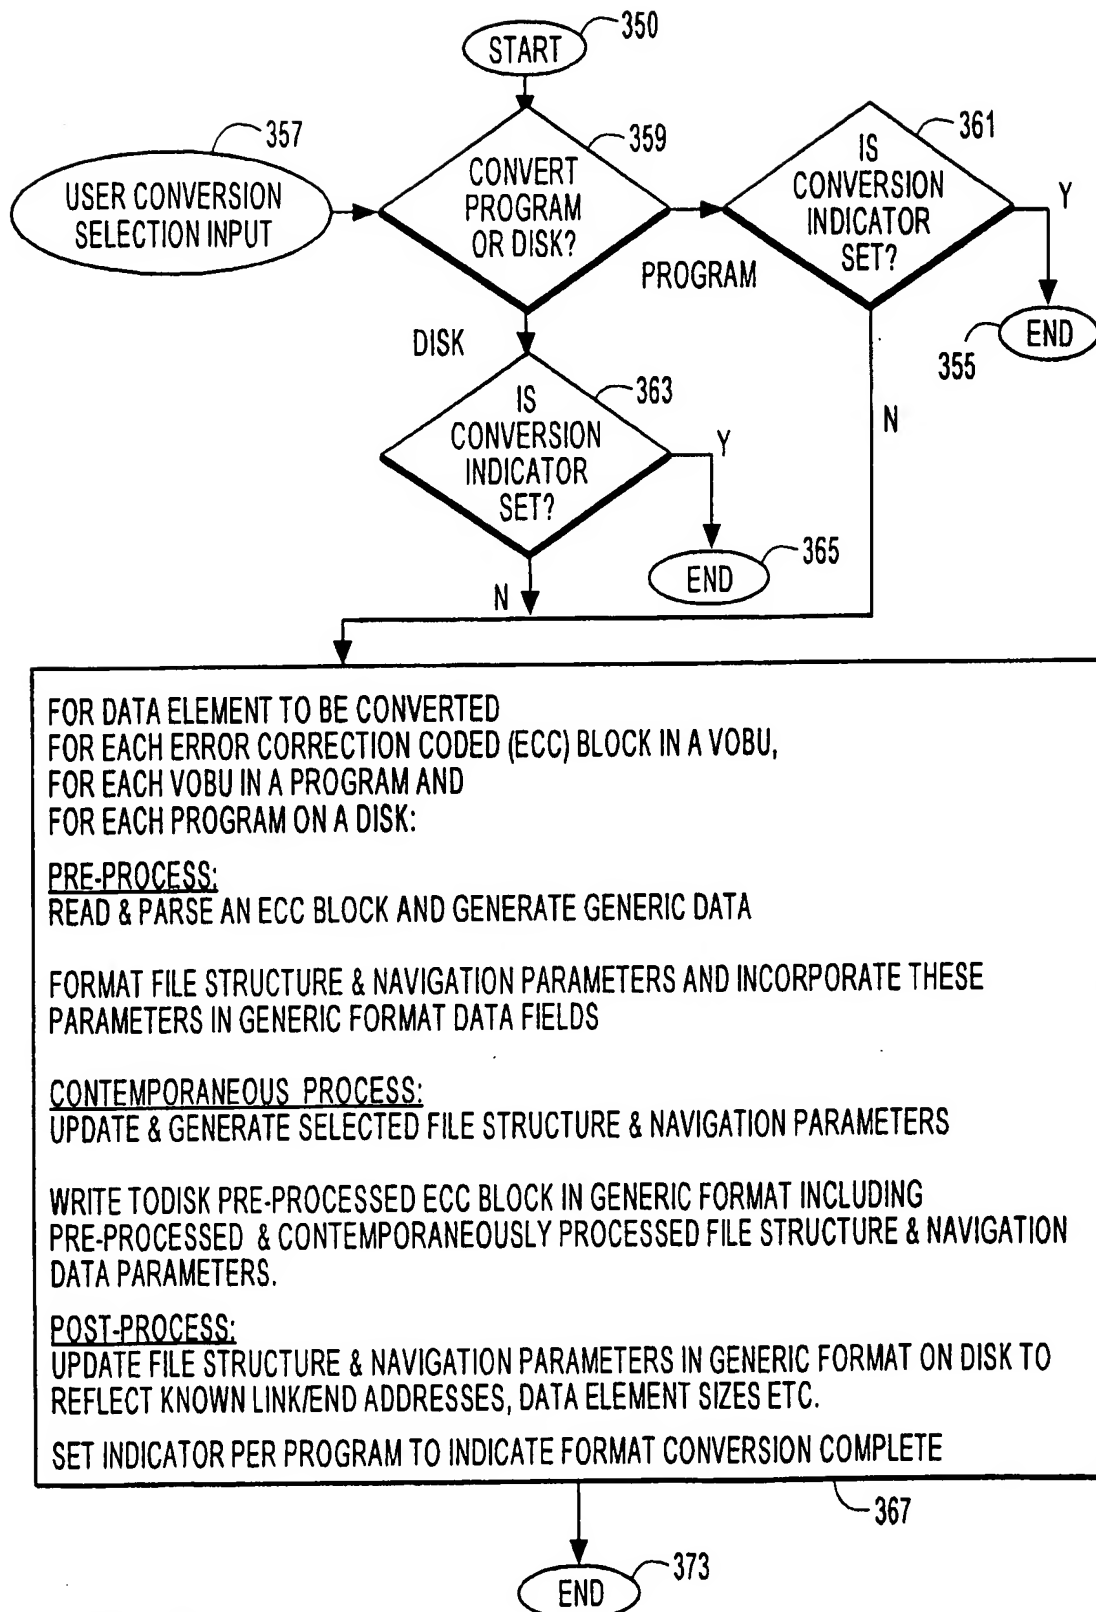 350
START
357
USER CONVERSION
SELECTION INPUT
359
CONVERT
PROGRAM
OR DISK?
361
IS
CONVERSION
INDICATOR
SET?
Y
PROGRAM
END
355
DISK
363
IS
CONVERSION
INDICATOR
SET?
Y
N
365
END
N
FOR DATA ELEMENT TO BE CONVERTED
FOR EACH ERROR CORRECTION CODED (ECC) BLOCK IN A VOBU,
FOR EACH VOBU IN A PROGRAM AND
FOR EACH PROGRAM ON A DISK:
PRE-PROCESS:
READ & PARSE AN ECC BLOCK AND GENERATE GENERIC DATA
FORMAT FILE STRUCTURE & NAVIGATION PARAMETERS AND INCORPORATE THESE
PARAMETERS IN GENERIC FORMAT DATA FIELDS
CONTEMPORANEOUS PROCESS:
UPDATE & GENERATE SELECTED FILE STRUCTURE & NAVIGATION PARAMETERS
WRITE TODISK PRE-PROCESSED ECC BLOCK IN GENERIC FORMAT INCLUDING
PRE-PROCESSED & CONTEMPORANEOUSLY PROCESSED FILE STRUCTURE & NAVIGATION
DATA PARAMETERS.
POST-PROCESS:
UPDATE FILE STRUCTURE & NAVIGATION PARAMETERS IN GENERIC FORMAT ON DISK TO
REFLECT KNOWN LINK/END ADDRESSES, DATA ELEMENT SIZES ETC.
SET INDICATOR PER PROGRAM TO INDICATE FORMAT CONVERSION COMPLETE
367
373
END